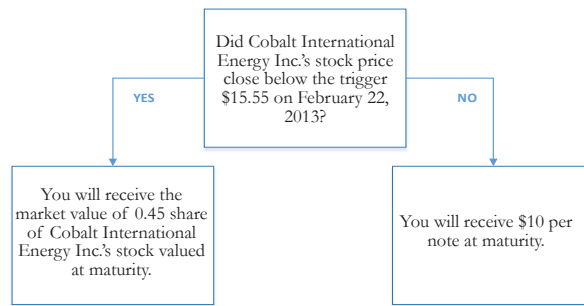 Did Cobalt International
Energy Inc.'s stock price
close below the trigger
$15.55 on February 22,
2013?
YES
NO
You will receive the
market value of 0.45 share
of Cobalt International
Energy Inc.'s stock valued
at maturity.
You will receive $10 per
note at maturity.